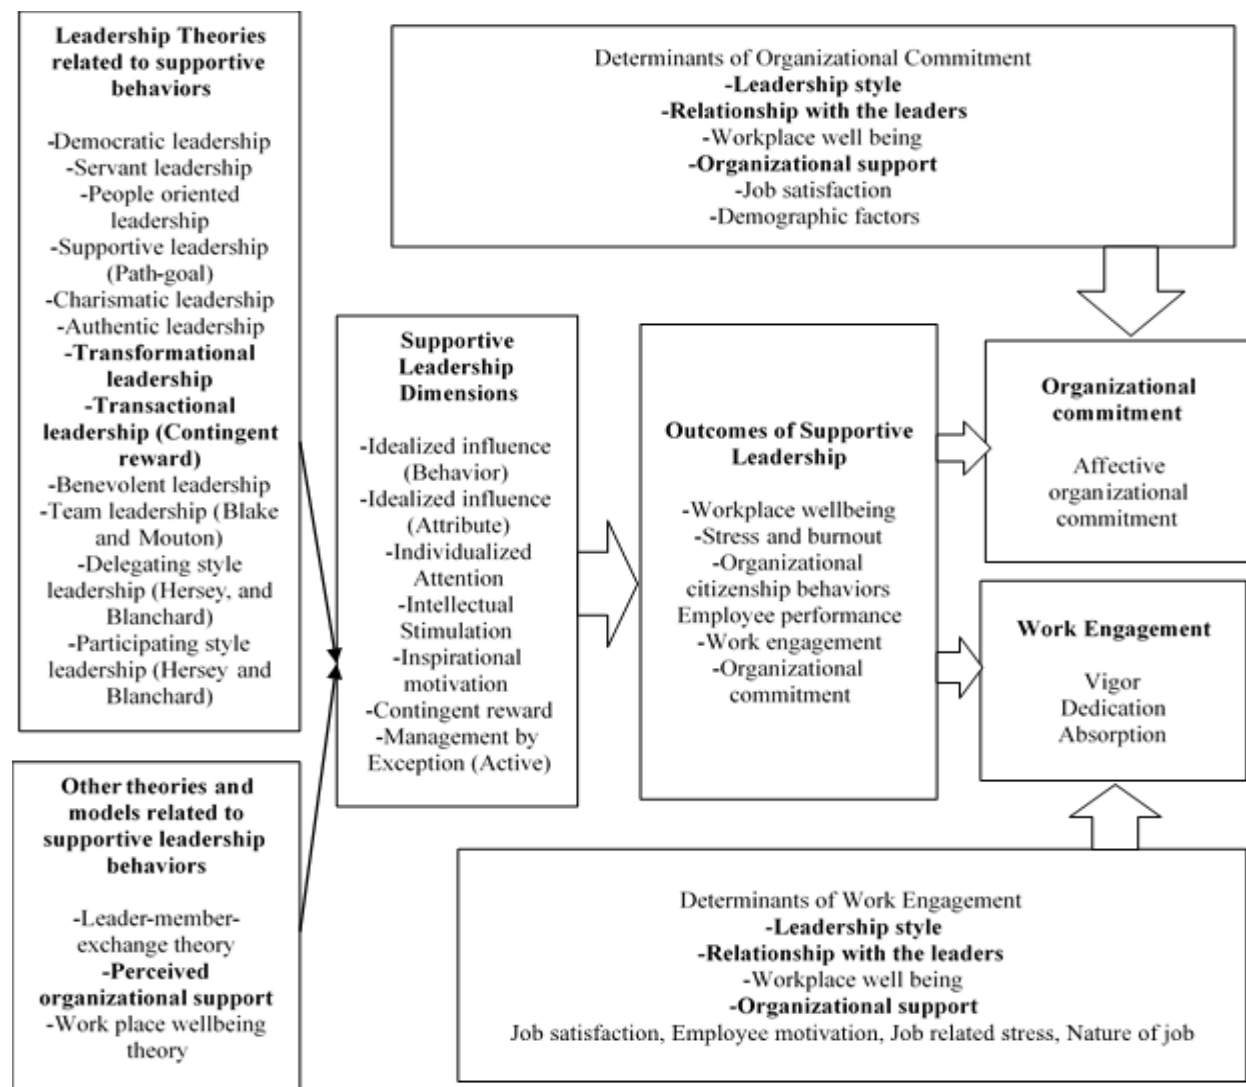 Leadership Theories
related to supportive
behaviors
-Democratic leadership
-Servant leadership
-People oriented
leadership
-Supportive leadership
(Path-goal)
-Charismatic leadership
-Authentic leadership
-Transformational
leadership
-Transactional
leadership (Contingent
reward)
-Benevolent leadership
-Team leadership (Blake
and Mouton)
-Delegating style
leadership (Hersey, and
Blanchard)
-Participating style
leadership (Hersey and
Blanchard)
Other theories and
models related to
supportive leadership
behaviors
-Leader-member-
exchange theory
-Perceived
organizational support
-Work place wellbeing
theory
Supportive
Leadership
Dimensions
-Idealized influence
(Behavior)
-Idealized influence
(Attribute)
-Individualized
Attention
-Intellectual
Stimulation
-Inspirational
motivation
-Contingent reward
-Management by
Exception (Active)
Outcomes of Supportive
Leadership
-Workplace wellbeing
-Stress and burnout
-Organizational
citizenship behaviors
Employee performance
-Work engagement
-Organizational
commitment
Determinants of Organizational Commitment
-Leadership style
-Relationship with the leaders
-Workplace well being
-Organizational support
-Job satisfaction
-Demographic factors
Organizational
commitment
Affective
organizational
commitment
Work Engagement
Vigor
Dedication
Absorption
Determinants of Work Engagement
-Leadership style
-Relationship with the leaders
-Workplace well being
-Organizational support
Job satisfaction, Employee motivation, Job related stress, Nature of job